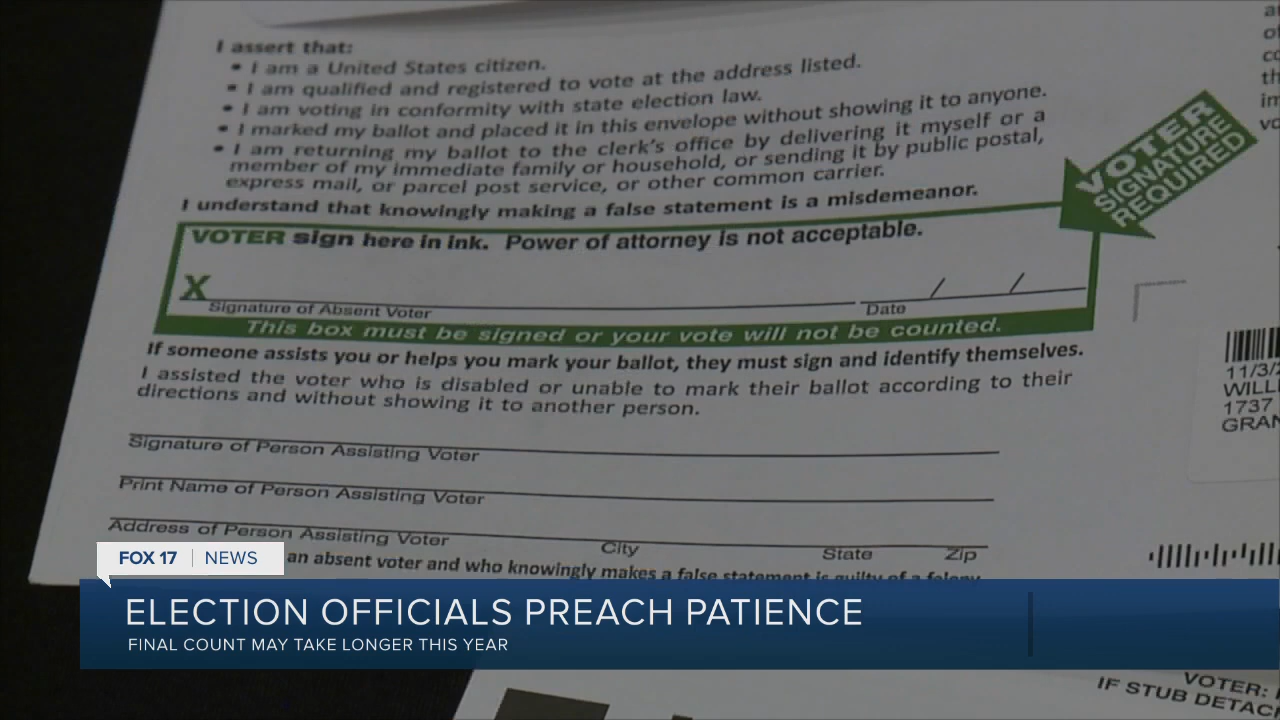 I assert that:
• I am a United States citizen.
• I am qualified and registered to vote at the address listed.
• I am voting in conformity with state election law.
• I marked my ballot and placed it in this envelope without showing it to anyone.
• I am returning my ballot to the clerk's office by delivering it myself or a
member of my immediate family or household, or sending it by public postal,
express mail, or parcel post service, or other common carrier.
I understand that knowingly making a false statement is a misdemeanor.
VOTER
SIGNATURE
REQUIRED
VOTER sign here in ink. Power of attorney is not acceptable.
X / /
Signature of Absent Voter Date
This box must be signed or your vote will not be counted.
If someone assists you or helps you mark your ballot, they must sign and identify themselves.
I assisted the voter who is disabled or unable to mark their ballot according to their
directions and without showing it to another person.
11/3/
WILL
1737
GRAN
Signature of Person Assisting Voter
Print Name of Person Assisting Voter
Address of Person Assisting Voter City State Zip
an absent voter and who knowingly makes a false statement is guilty of a felony
FOX 17 | NEWS
ELECTION OFFICIALS PREACH PATIENCE
FINAL COUNT MAY TAKE LONGER THIS YEAR
VOTER:
IF STUB DETAC